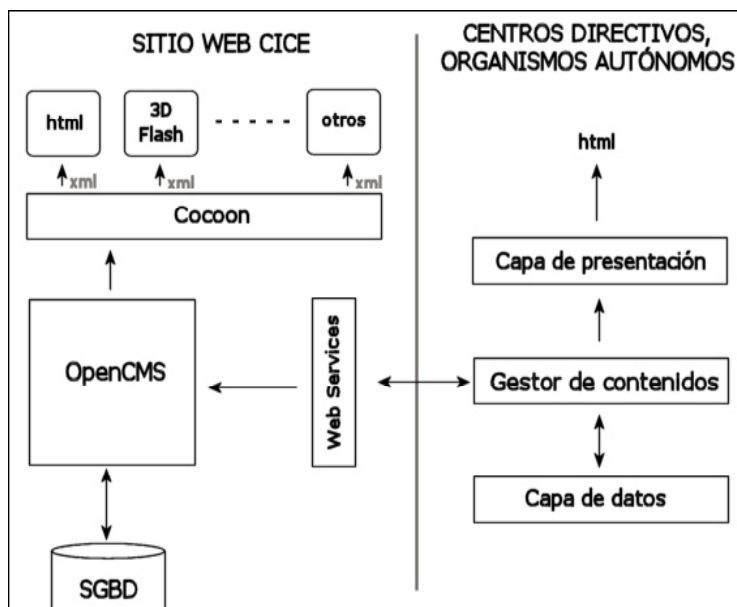 SITIO WEB CICE
html
3D
Flash
otros
xml
xml
xml
Cocoon
OpenCMS
Web Services
SGBD
CENTROS DIRECTIVOS,
ORGANISMOS AUTÓNOMOS
html
Capa de presentación
Gestor de contenidos
Capa de datos